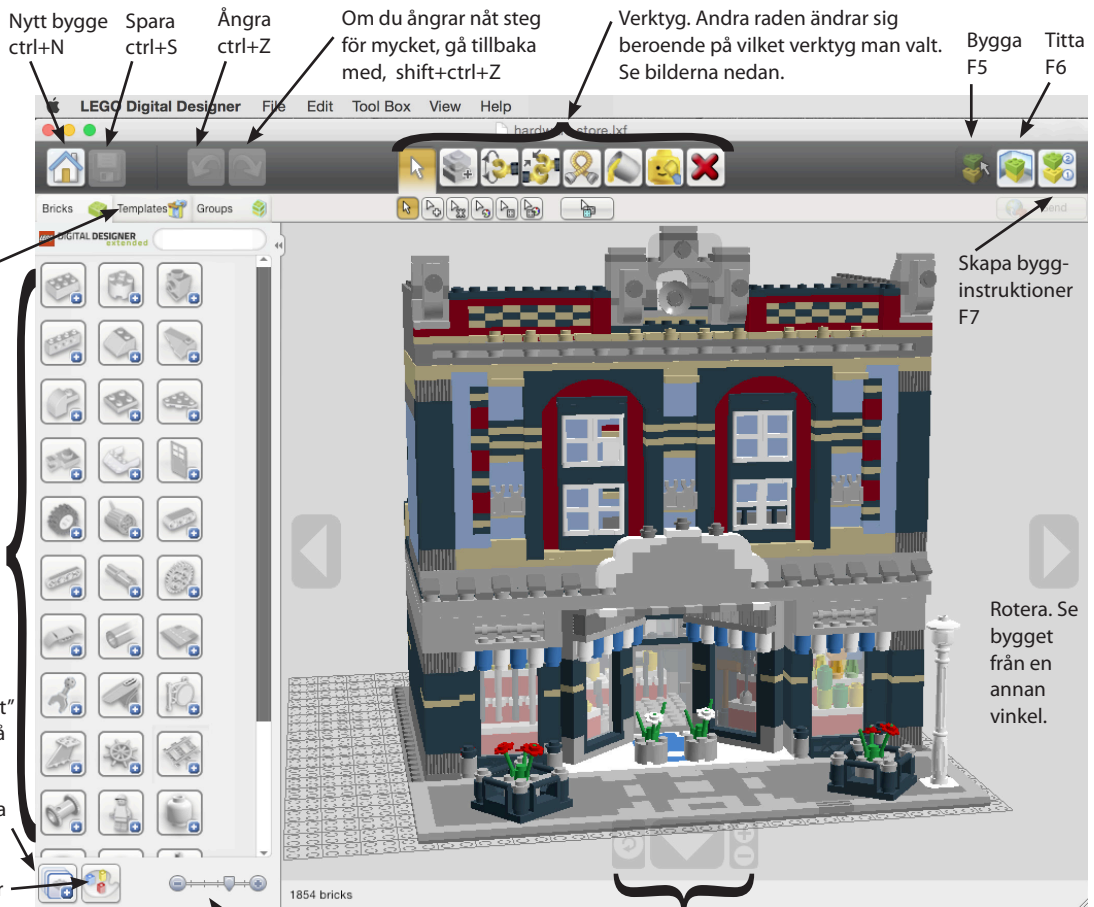 Nytt bygge
ctrl+N
Spara
ctrl+S
Ångra
ctrl+Z
Om du ångrar nåt steg
för mycket, gå tillbaka
med, shift+ctrl+Z
Verktyg. Andra raden ändrar sig
beroende på vilket verktyg man valt.
Se bilderna nedan.
Bygga
F5
Titta
F6
LEGO Digital Designer File Edit Tool Box View Help
hardware store.lxf
Bricks Templates Groups
DIGITAL DESIGNER
extended
Skapa bygg-
instruktioner
F7
Rotera. Se
bygget
från en
annan
vinkel.
t"
å
a
r
1854 bricks